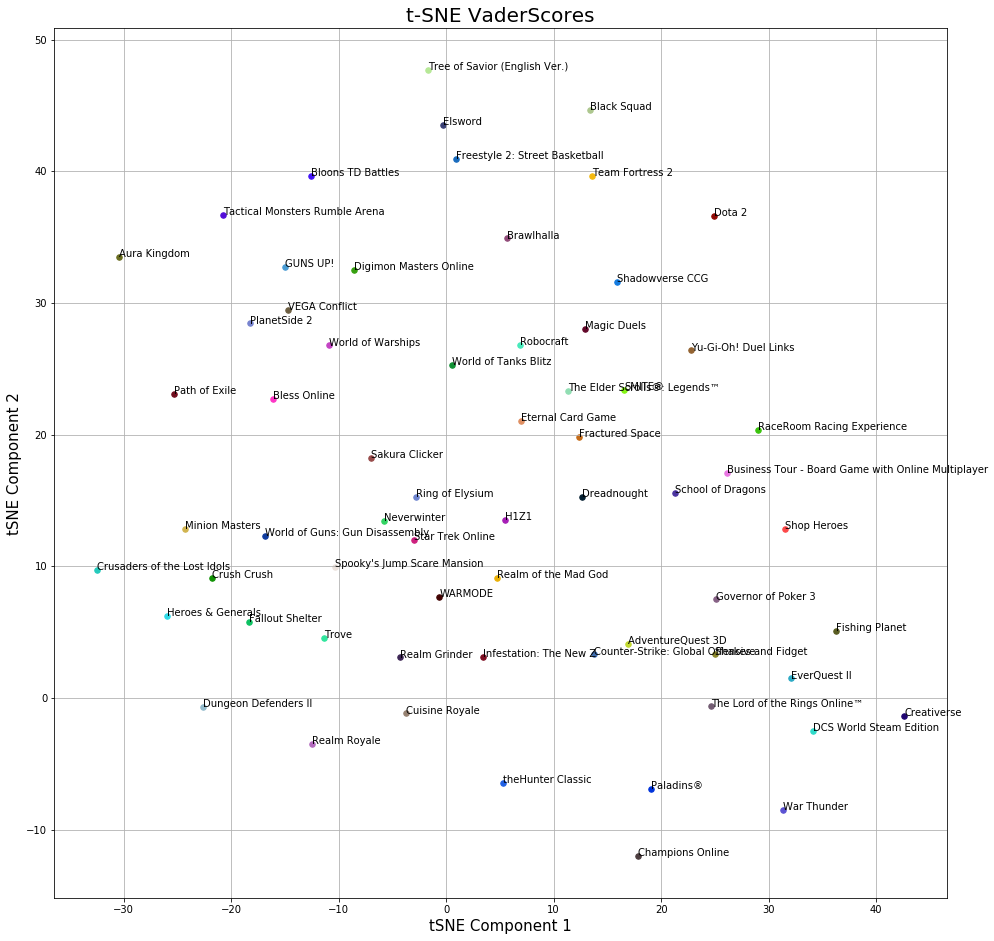 t-SNE VaderScores
50
Tree of Savior (English Ver.)
Black Squad
Elsword
Freestyle 2: Street Basketball
40
Bloons TD Battles
Team Fortress 2
Tactical Monsters Rumble Arena
Dota 2
Brawlhalla
Aura Kingdom
GUNS UP!
Digimon Masters Online
Shadowverse CCG
30
VEGA Conflict
PlanetSide 2
Magic Duels
World of Warships
Robocraft
Yu-Gi-Oh! Duel Links
World of Tanks Blitz
Path of Exile
Bless Online
The Elder Scrolls®: Legends™
SMITE®
tSNE Component 2
Eternal Card Game
Fractured Space
RaceRoom Racing Experience
20
Sakura Clicker
Business Tour - Board Game with Online Multiplayer
Ring of Elysium
Dreadnought
School of Dragons
Neverwinter
H1Z1
Minion Masters
World of Guns: Gun Disassembly
Star Trek Online
Shop Heroes
10
Crusaders of the Lost Idols
Spooky's Jump Scare Mansion
Crush Crush
Realm of the Mad God
WARMODE
Governor of Poker 3
Heroes & Generals
Fallout Shelter
Trove
Fishing Planet
AdventureQuest 3D
Realm Grinder
Infestation: The New Z
Counter-Strike: Global Offensive
Shakes and Fidget
EverQuest II
0
Dungeon Defenders II
Cuisine Royale
The Lord of the Rings Online™
Creativerse
Realm Royale
DCS World Steam Edition
theHunter Classic
Paladins®
War Thunder
−10
Champions Online
−30
−20
−10
0
10
20
30
40
tSNE Component 1